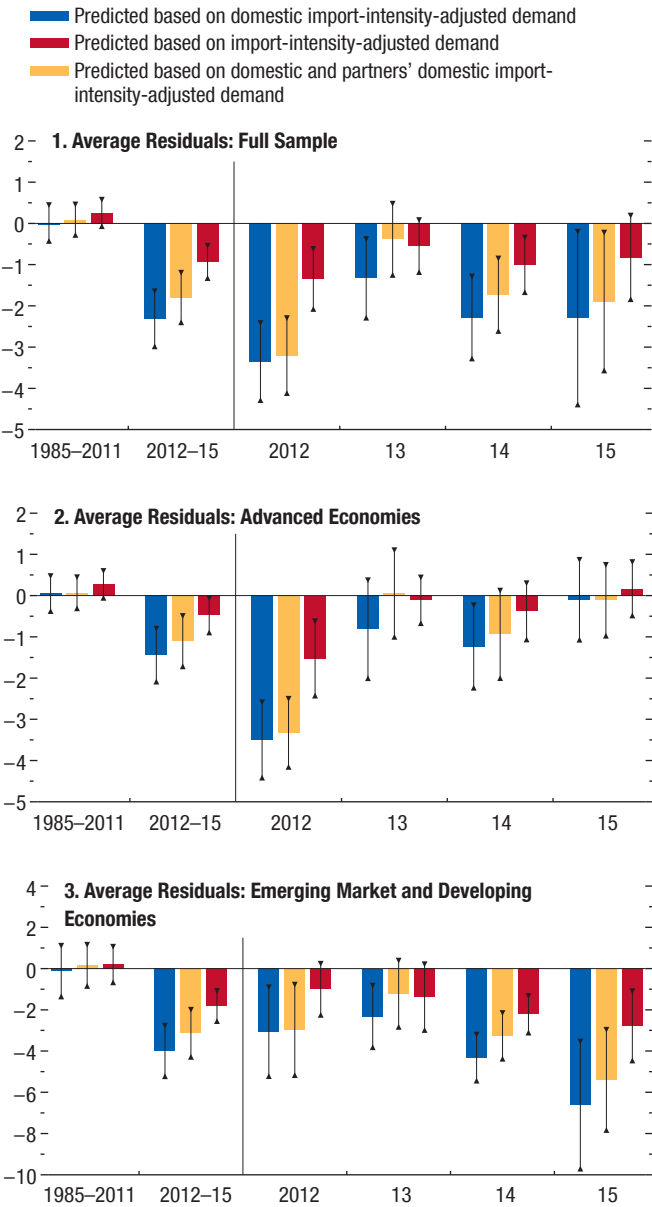 Predicted based on domestic import-intensity-adjusted demand
Predicted based on import-intensity-adjusted demand
Predicted based on domestic and partners’ domestic import-
intensity-adjusted demand
1. Average Residuals: Full Sample
2
1
0
–1
–2
–3
–4
–5
1985–2011 2012–15 2012 13 14 15
2. Average Residuals: Advanced Economies
2
1
0
–1
–2
–3
–4
–5
1985–2011 2012–15 2012 13 14 15
3. Average Residuals: Emerging Market and Developing
Economies
4
2
0
–2
–4
–6
–8
–10
1985–2011 2012–15 2012 13 14 15